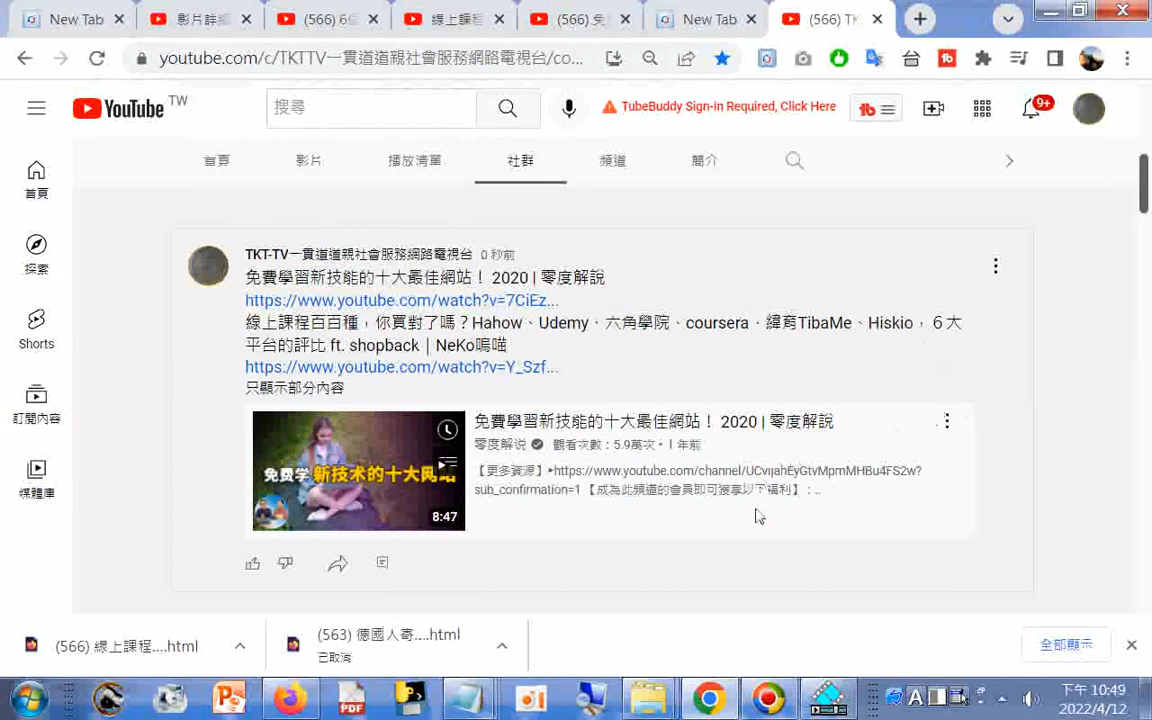 New Tab
影片詳細
(566) 6
線上課程
(566) 免
New Tab
(566) TK
youtube.com/c/TKTTV一貫道道親社會服務網路電視台/co...
YouTube TW
搜尋
TubeBuddy Sign-in Required, Click Here
9+
首頁
影片
播放清單
社群
頻道
簡介
首頁
探索
Shorts
訂閱內容
媒體庫
TKT-TV一貫道道親社會服務網路電視台 0 秒前
免費學習新技能的十大最佳網站！ 2020 | 零度解說
https://www.youtube.com/watch?v=7CiEz...
線上課程百百種，你買對了嗎？Hahow、Udemy．六角學院、coursera、緯育TibaMe、Hiskio，６大
平台的評比 ft. shopback｜NeKo嗚喵
https://www.youtube.com/watch?v=Y_Szf...
只顯示部分內容
免费学 新技术的十大网站
8:47
免費學習新技能的十大最佳網站！ 2020 | 零度解說
零度解说 觀看次數：5.9萬次・1 年前
【更多資源】▸https://www.youtube.com/channel/UCvijahEyGtvMpmMHBu4FS2w?
sub_confirmation=1 【成為此頻道的會員即可獲享以下福利】 : ..
(566) 線上課程....html
(563) 德國人奇....html
已取消
全部顯示
PDF
下午 10:49
2022/4/12